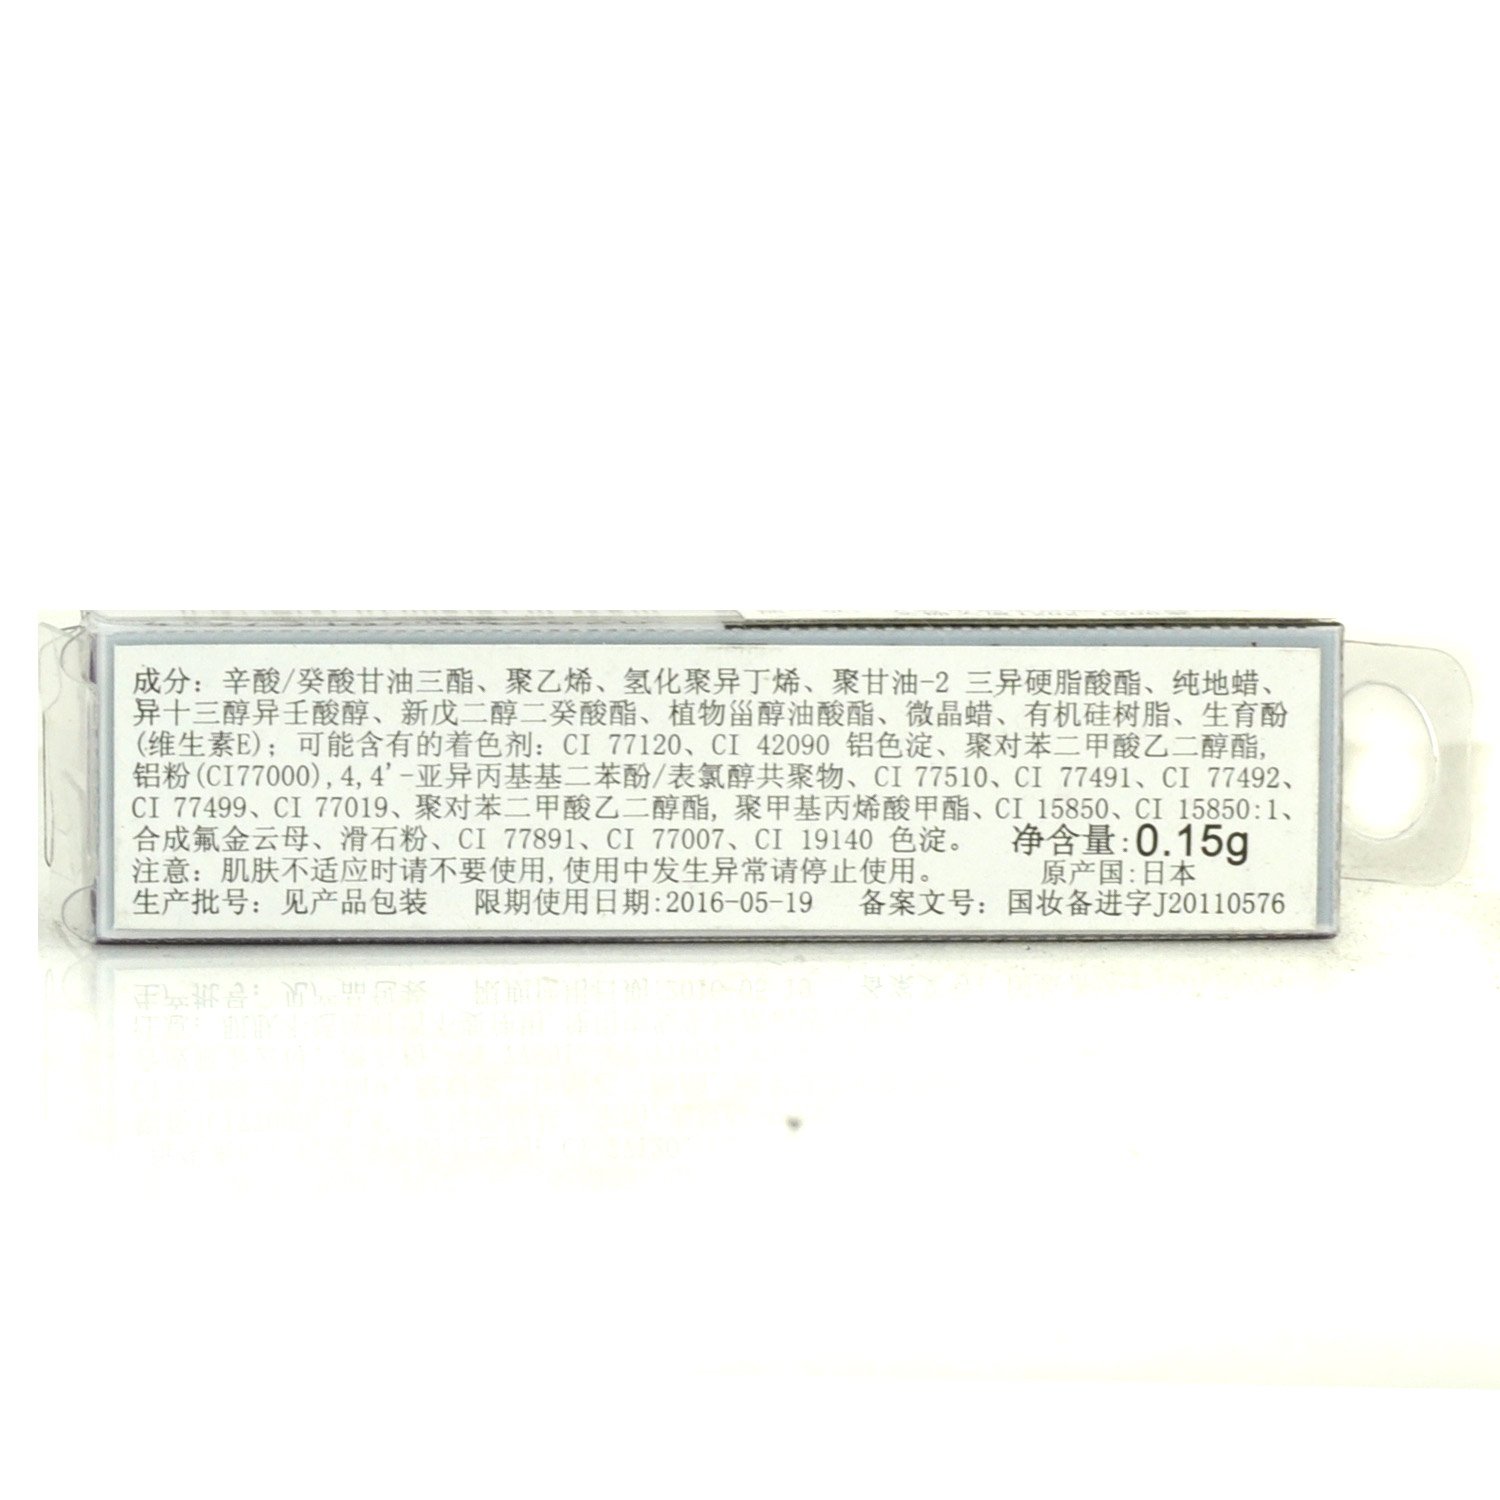 成分：辛酸/癸酸甘油三酯、聚乙烯、氢化聚异丁烯、聚甘油-2 三异硬脂酸酯、纯地蜡、
异十三醇异壬酸醇、新戊二醇二癸酸酯、植物甾醇油酸酯、微晶蜡、有机硅树脂、生育酚
(维生素E)；可能含有的着色剂：CI 77120、CI 42090 铝色淀、聚对苯二甲酸乙二醇酯,
铝粉(CI77000),4,4'-亚异丙基基二苯酚/表氯醇共聚物、CI 77510、CI 77491、CI 77492、
CI 77499、CI 77019、聚对苯二甲酸乙二醇酯, 聚甲基丙烯酸甲酯、CI 15850、CI 15850:1、
合成氟金云母、滑石粉、CI 77891、CI 77007、CI 19140 色淀。 净含量:0.15g
注意：肌肤不适应时请不要使用,使用中发生异常请停止使用。 原产国:日本
生产批号：见产品包装 限期使用日期:2016-05-19 备案文号：国妆备进字J20110576